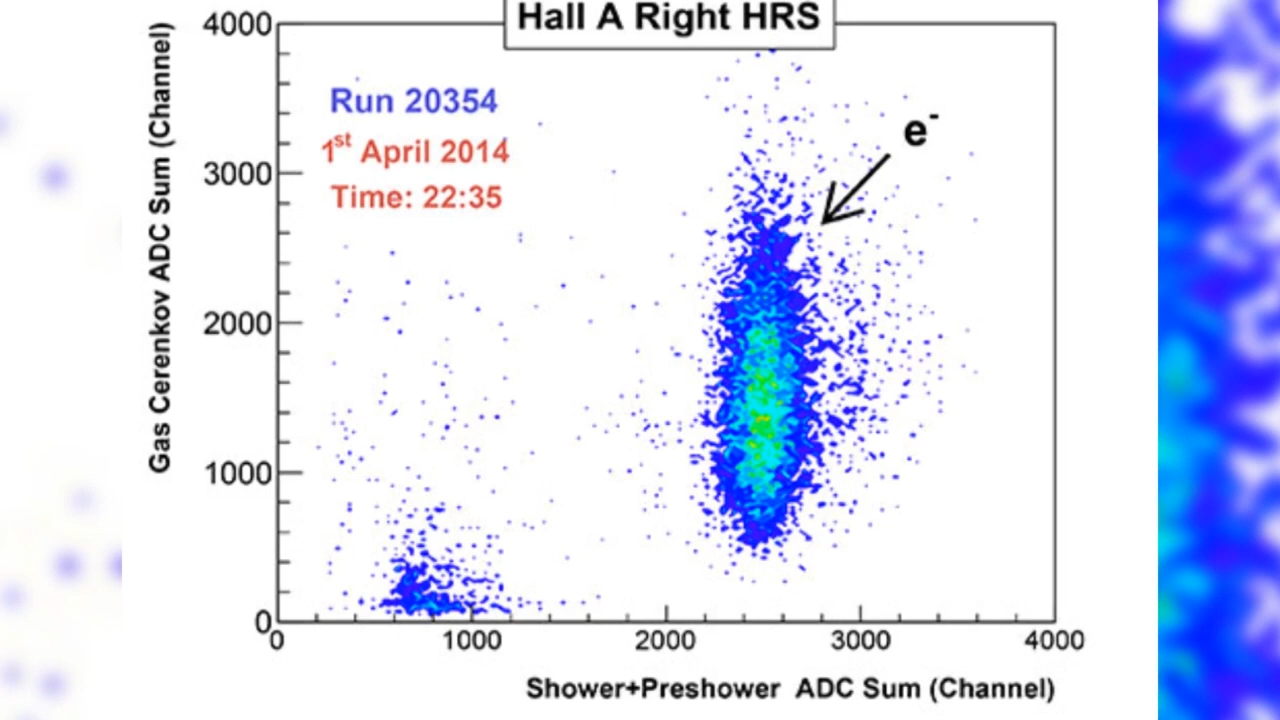 Hall A Right HRS
Run 20354
1st April 2014
Time: 22:35
e-
Gas Cerenkov ADC Sum (Channel)
4000
3000
2000
1000
0
0 1000 2000 3000 4000
Shower+Preshower ADC Sum (Channel)